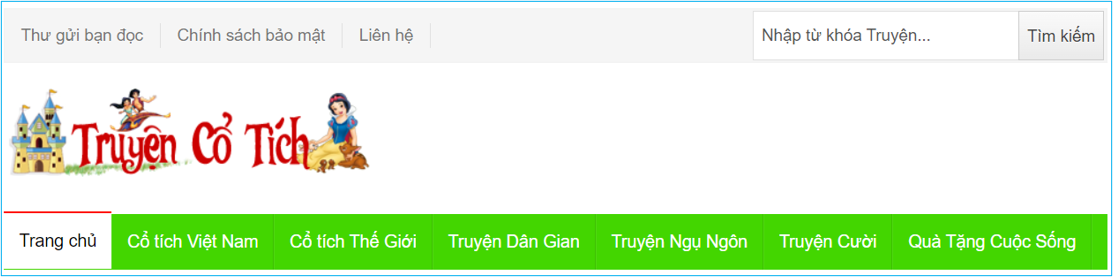 Thư gửi bạn đọc Chính sách bảo mật Liên hệ Nhập từ khóa Truyện... Tìm kiếm
Truyện Cổ Tích
Trang chủ Cổ tích Việt Nam Cổ tích Thế Giới Truyện Dân Gian Truyện Ngụ Ngôn Truyện Cười Quà Tặng Cuộc Sống